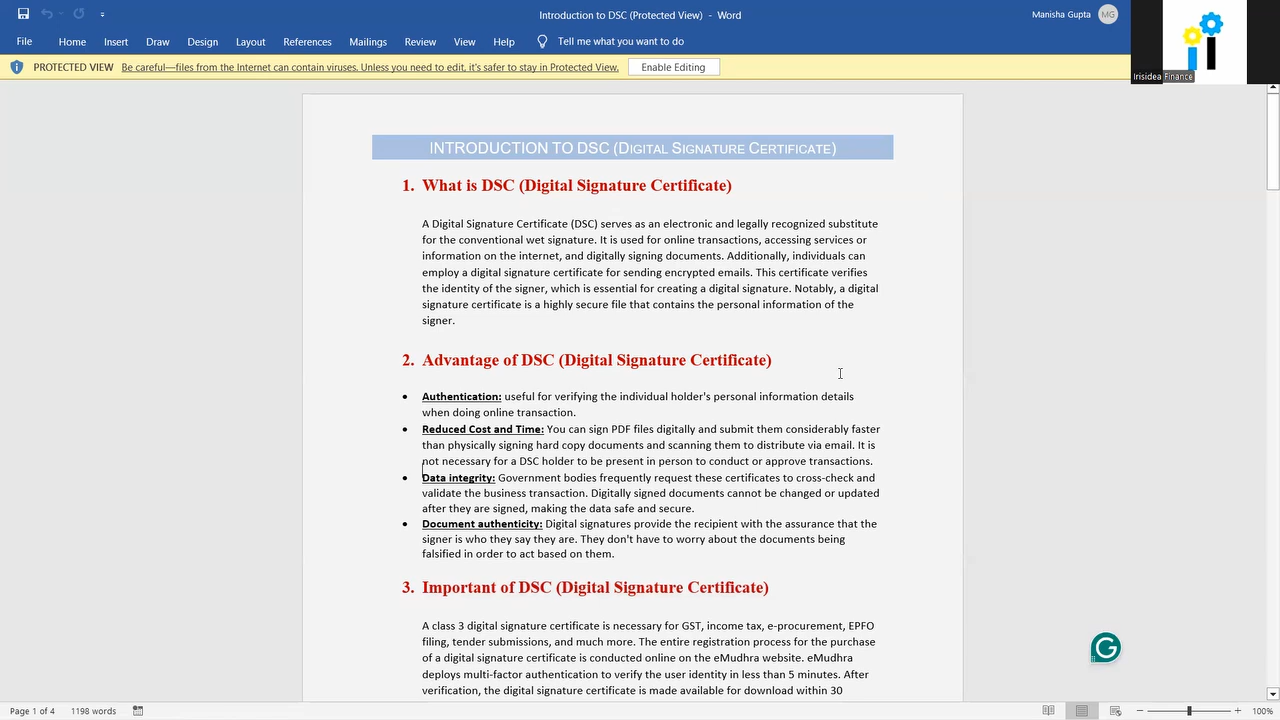 Introduction to DSC (Protected View) - Word
Manisha Gupta MG
File Home Insert Draw Design Layout References Mailings Review View Help Tell me what you want to do
PROTECTED VIEW Be careful—files from the Internet can contain viruses. Unless you need to edit, it's safer to stay in Protected View. Enable Editing
Irisidea Finance
INTRODUCTION TO DSC (DIGITAL SIGNATURE CERTIFICATE)
1. What is DSC (Digital Signature Certificate)
A Digital Signature Certificate (DSC) serves as an electronic and legally recognized substitute
for the conventional wet signature. It is used for online transactions, accessing services or
information on the internet, and digitally signing documents. Additionally, individuals can
employ a digital signature certificate for sending encrypted emails. This certificate verifies
the identity of the signer, which is essential for creating a digital signature. Notably, a digital
signature certificate is a highly secure file that contains the personal information of the
signer.
2. Advantage of DSC (Digital Signature Certificate)
• Authentication: useful for verifying the individual holder's personal information details
when doing online transaction.
• Reduced Cost and Time: You can sign PDF files digitally and submit them considerably faster
than physically signing hard copy documents and scanning them to distribute via email. It is
not necessary for a DSC holder to be present in person to conduct or approve transactions.
• Data integrity: Government bodies frequently request these certificates to cross-check and
validate the business transaction. Digitally signed documents cannot be changed or updated
after they are signed, making the data safe and secure.
• Document authenticity: Digital signatures provide the recipient with the assurance that the
signer is who they say they are. They don't have to worry about the documents being
falsified in order to act based on them.
3. Important of DSC (Digital Signature Certificate)
A class 3 digital signature certificate is necessary for GST, income tax, e-procurement, EPFO
filing, tender submissions, and much more. The entire registration process for the purchase
of a digital signature certificate is conducted online on the eMudhra website. eMudhra
deploys multi-factor authentication to verify the user identity in less than 5 minutes. After
verification, the digital signature certificate is made available for download within 30
Page 1 of 4 1198 words 100%